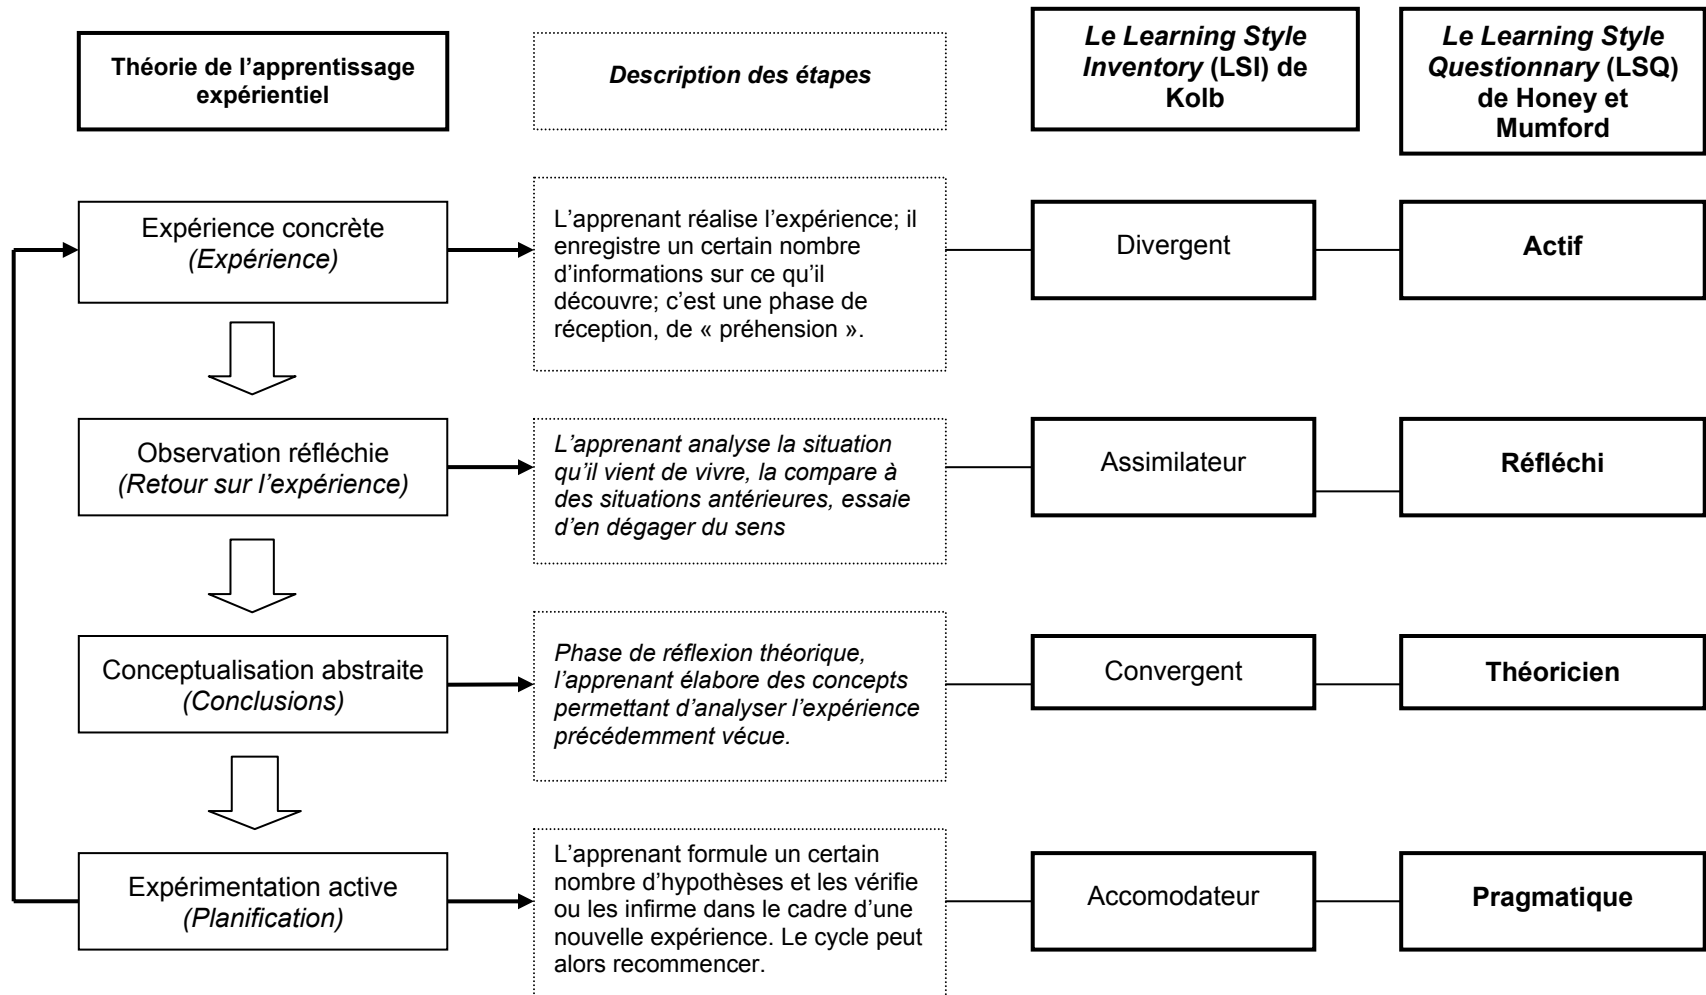 Théorie de l’apprentissage
expérientiel
Description des étapes
Le Learning Style
Inventory (LSI) de
Kolb
Le Learning Style
Questionnary (LSQ)
de Honey et
Mumford
Expérience concrète
(Expérience)
L’apprenant réalise l’expérience; il
enregistre un certain nombre
d’informations sur ce qu’il
découvre; c’est une phase de
réception, de « préhension ».
Divergent
Actif
Observation réfléchie
(Retour sur l’expérience)
L’apprenant analyse la situation
qu’il vient de vivre, la compare à
des situations antérieures, essaie
d’en dégager du sens
Assimilateur
Réfléchi
Conceptualisation abstraite
(Conclusions)
Phase de réflexion théorique,
l’apprenant élabore des concepts
permettant d’analyser l’expérience
précédemment vécue.
Convergent
Théoricien
Expérimentation active
(Planification)
L’apprenant formule un certain
nombre d’hypothèses et les vérifie
ou les infirme dans le cadre d’une
nouvelle expérience. Le cycle peut
alors recommencer.
Accomodateur
Pragmatique